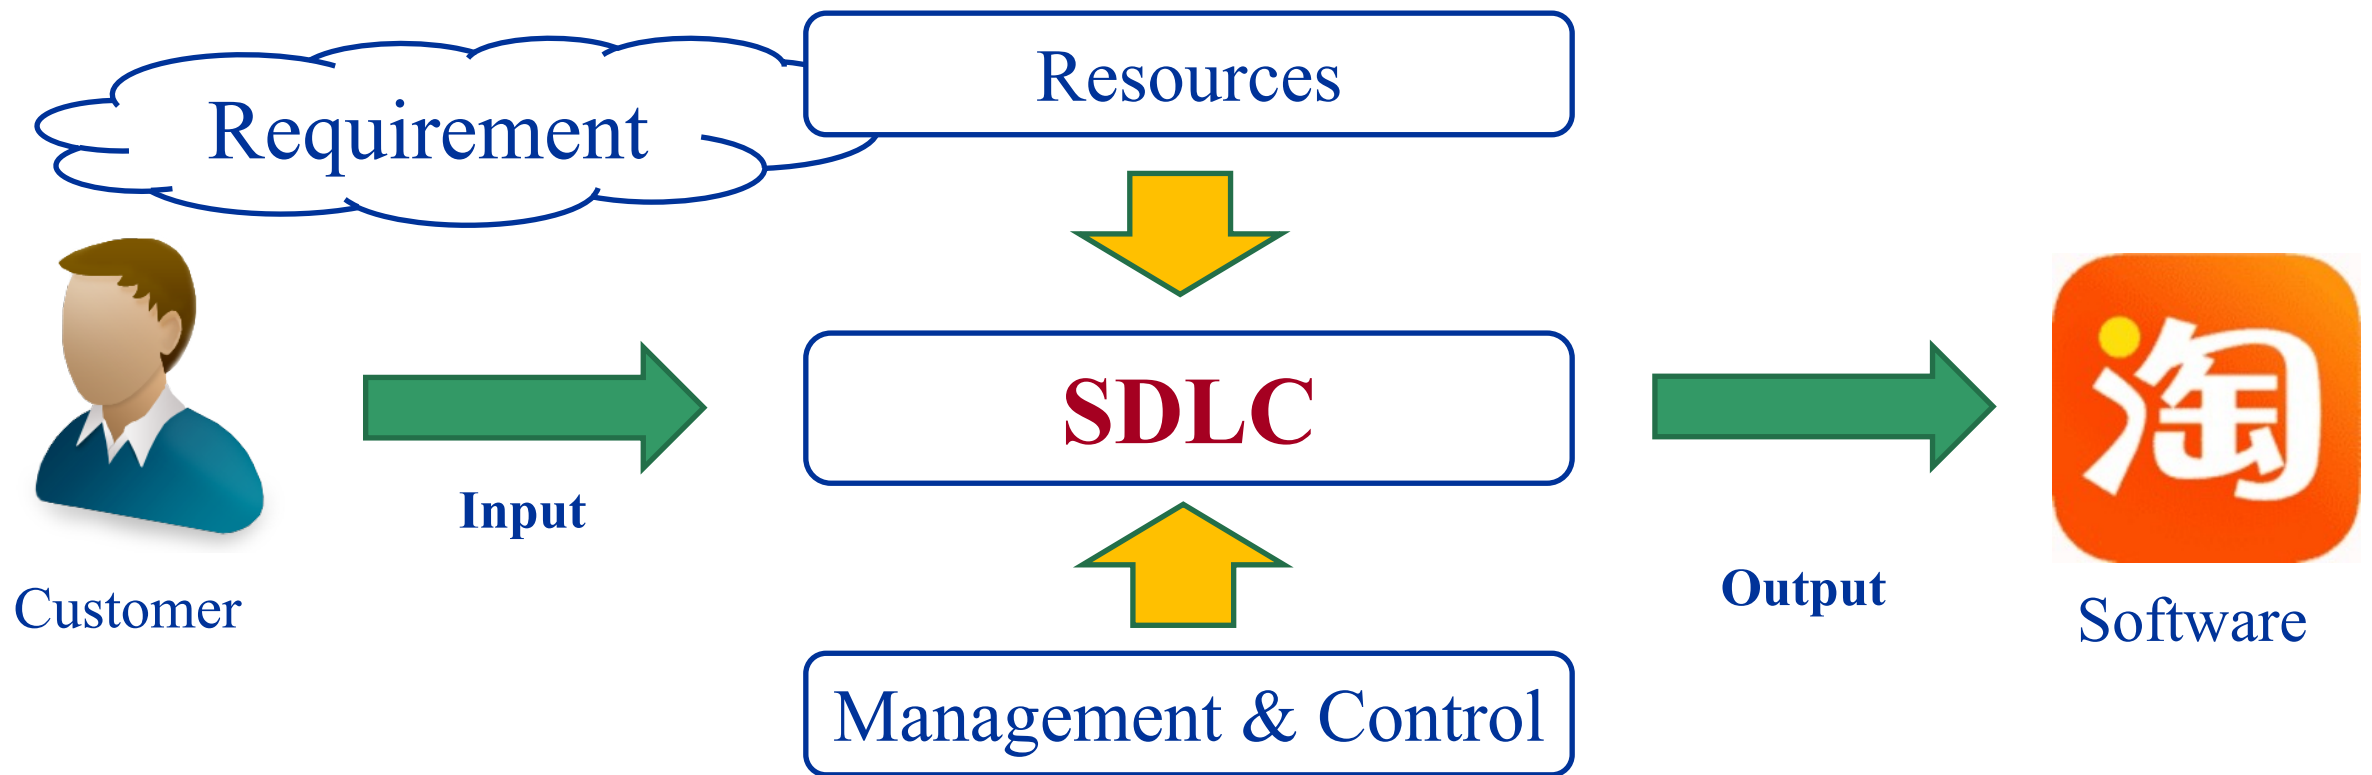 Resources
Requirement
SDLC
淘
Input
Output
Customer
Software
Management & Control